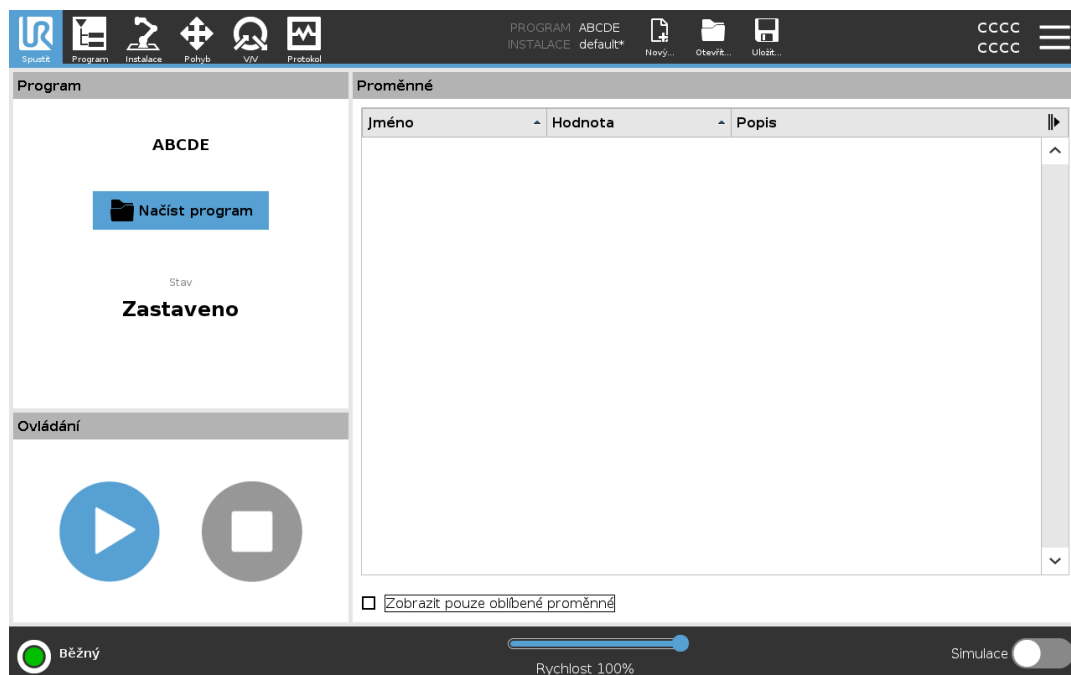 PROGRAM ABCDE
INSTALACE default*
CCCC
CCCC
Spustit Program Instalace Pohyb V/V Protokol Nový... Otevřít... Uložit...
Program
ABCDE
Načíst program
Stav
Zastaveno
Ovládání
Proměnné
Jméno Hodnota Popis
Zobrazit pouze oblíbené proměnné
Běžný
Rychlost 100%
Simulace